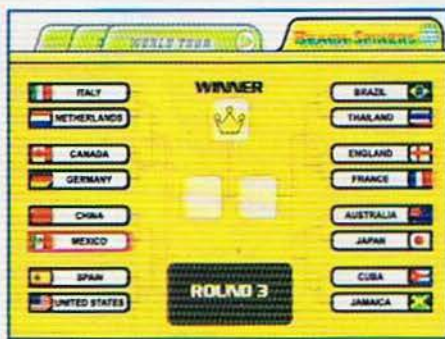 WORLD TOUR
BEACH SPIKERS
WINNER
ITALY
NETHERLANDS
CANADA
GERMANY
CHINA
MEXICO
SPAIN
UNITED STATES
BRAZIL
THAILAND
ENGLAND
FRANCE
AUSTRALIA
JAPAN
CUBA
JAMAICA
ROUND 3